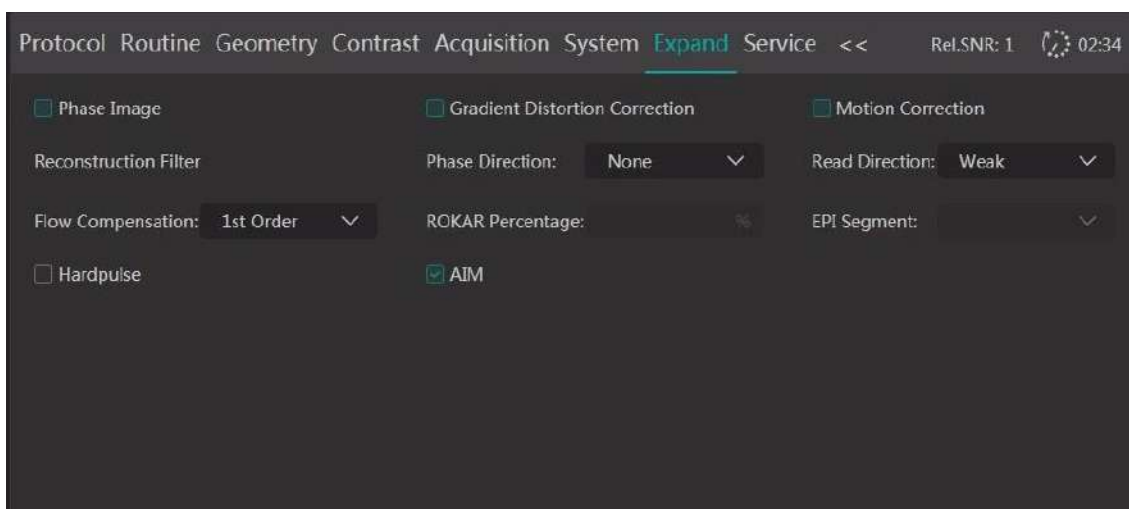 Protocol Routine Geometry Contrast Acquisition System Expand Service << Rel.SNR: 1 02:34
Phase Image Gradient Distortion Correction Motion Correction
Reconstruction Filter Phase Direction: None Read Direction: Weak
Flow Compensation: 1st Order ROKAR Percentage: % EPI Segment:
Hardpulse AIM